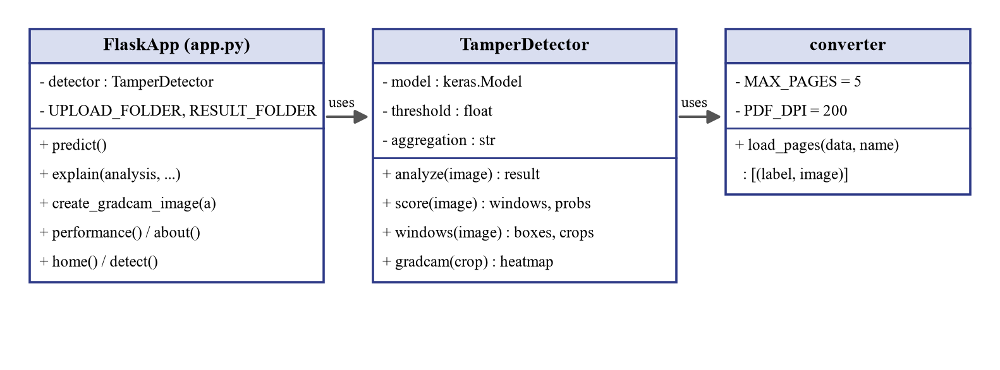 FlaskApp (app.py)
- detector : TamperDetector
- UPLOAD_FOLDER, RESULT_FOLDER
+ predict()
+ explain(analysis, ...)
+ create_gradcam_image(a)
+ performance() / about()
+ home() / detect()
uses
TamperDetector
- model : keras.Model
- threshold : float
- aggregation : str
+ analyze(image) : result
+ score(image) : windows, probs
+ windows(image) : boxes, crops
+ gradcam(crop) : heatmap
uses
converter
- MAX_PAGES = 5
- PDF_DPI = 200
+ load_pages(data, name)
: [(label, image)]